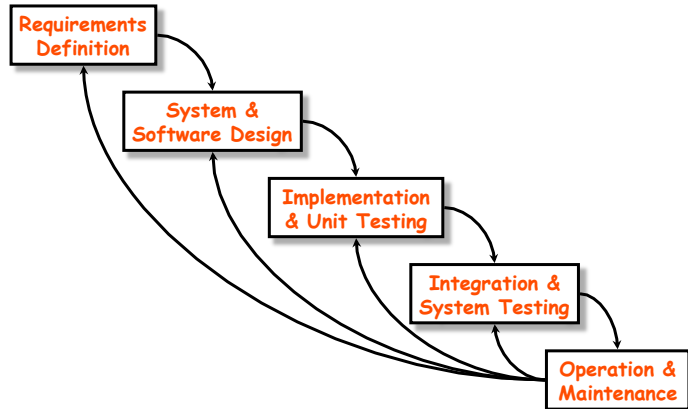 Requirements
Definition
System &
Software Design
Implementation
& Unit Testing
Integration &
System Testing
Operation &
Maintenance